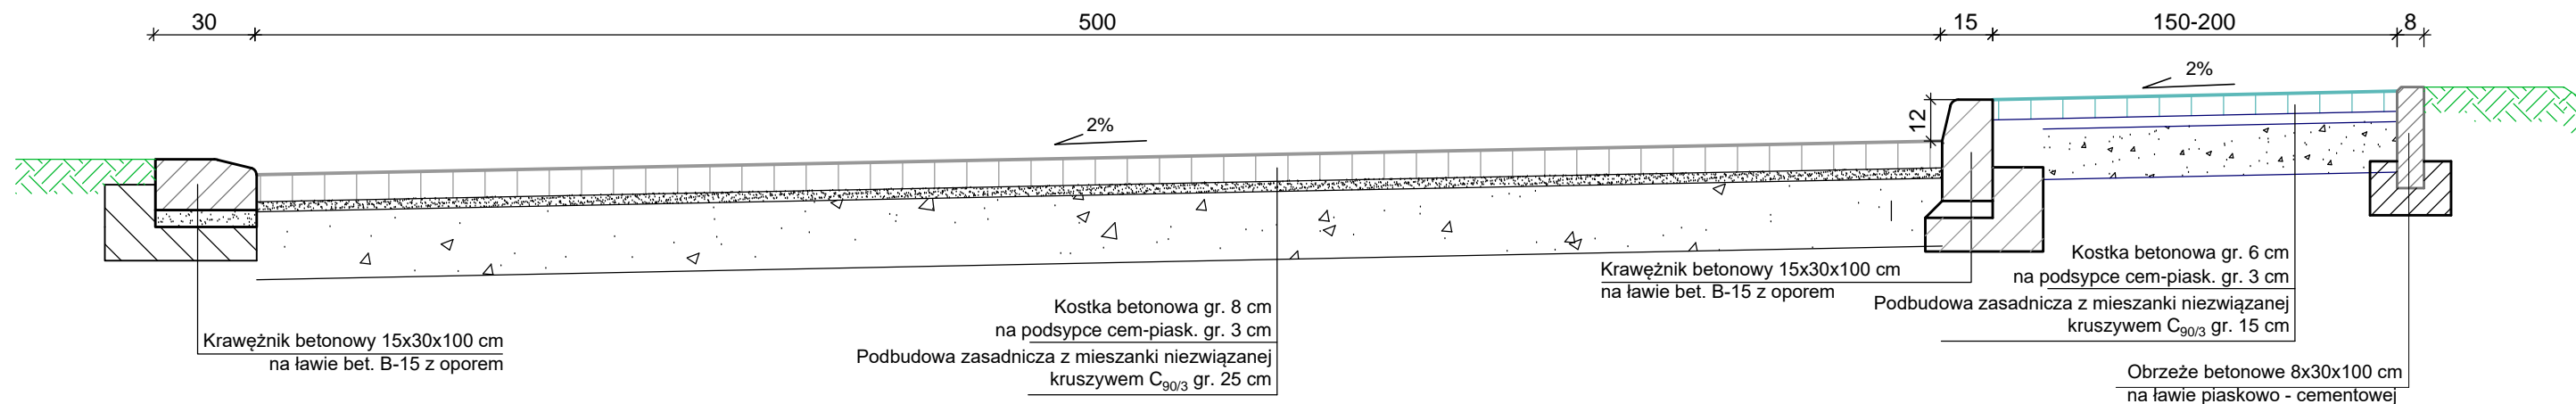 30
500
15
150-200
8
2%
2%
12
Krawężnik betonowy 15x30x100 cm
na ławie bet. B-15 z oporem
Kostka betonowa gr. 8 cm
na podsypce cem-piask. gr. 3 cm
Podbudowa zasadnicza z mieszanki niezwiązanej
kruszywem C90/3 gr. 25 cm
Krawężnik betonowy 15x30x100 cm
na ławie bet. B-15 z oporem
Kostka betonowa gr. 6 cm
na podsypce cem-piask. gr. 3 cm
Podbudowa zasadnicza z mieszanki niezwiązanej
kruszywem C90/3 gr. 15 cm
Obrzeże betonowe 8x30x100 cm
na ławie piaskowo - cementowej